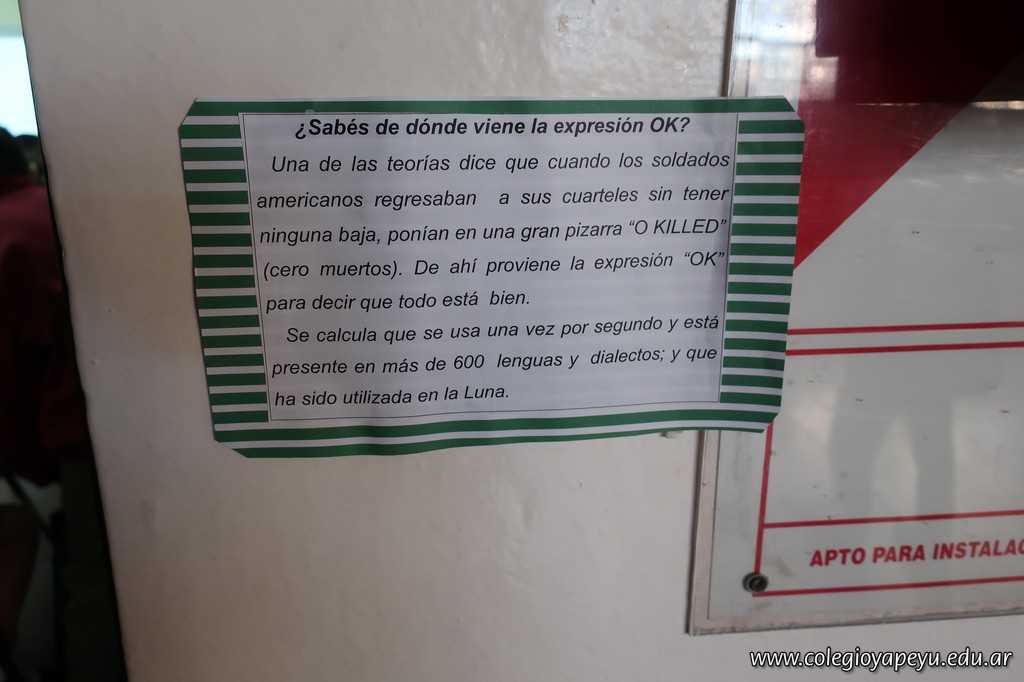 ¿Sabés de dónde viene la expresión OK?
Una de las teorías dice que cuando los soldados
americanos regresaban a sus cuarteles sin tener
ninguna baja, ponían en una gran pizarra “O KILLED”
(cero muertos). De ahí proviene la expresión “OK”
para decir que todo está bien.
Se calcula que se usa una vez por segundo y está
presente en más de 600 lenguas y dialectos; y que
ha sido utilizada en la Luna.
APTO PARA INSTALAC
www.colegioyapeyu.edu.ar